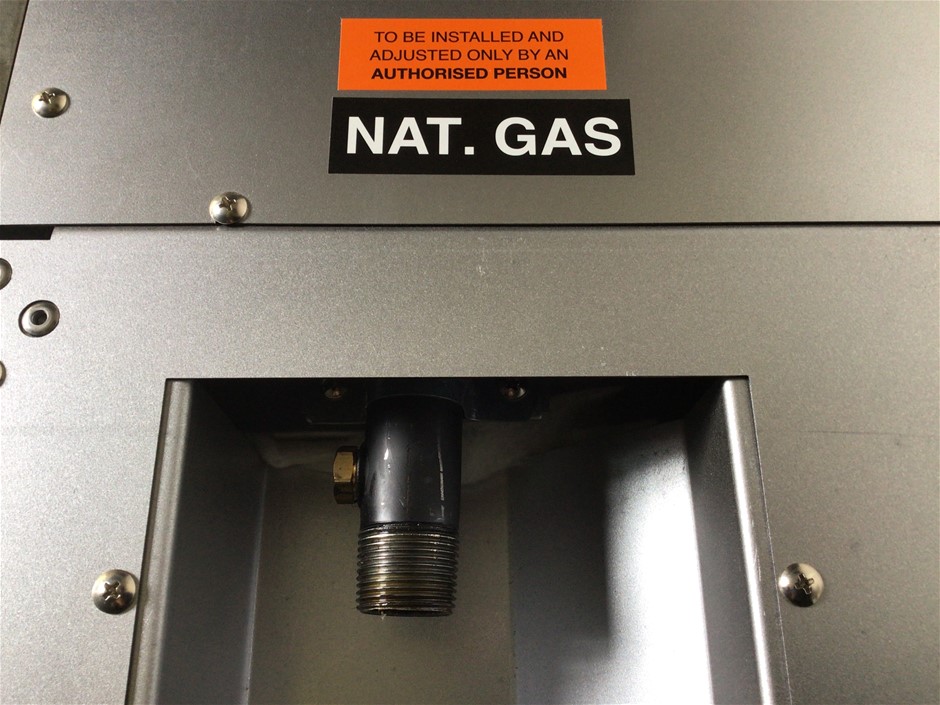 TO BE INSTALLED AND
ADJUSTED ONLY BY AN
AUTHORISED PERSON
NAT. GAS